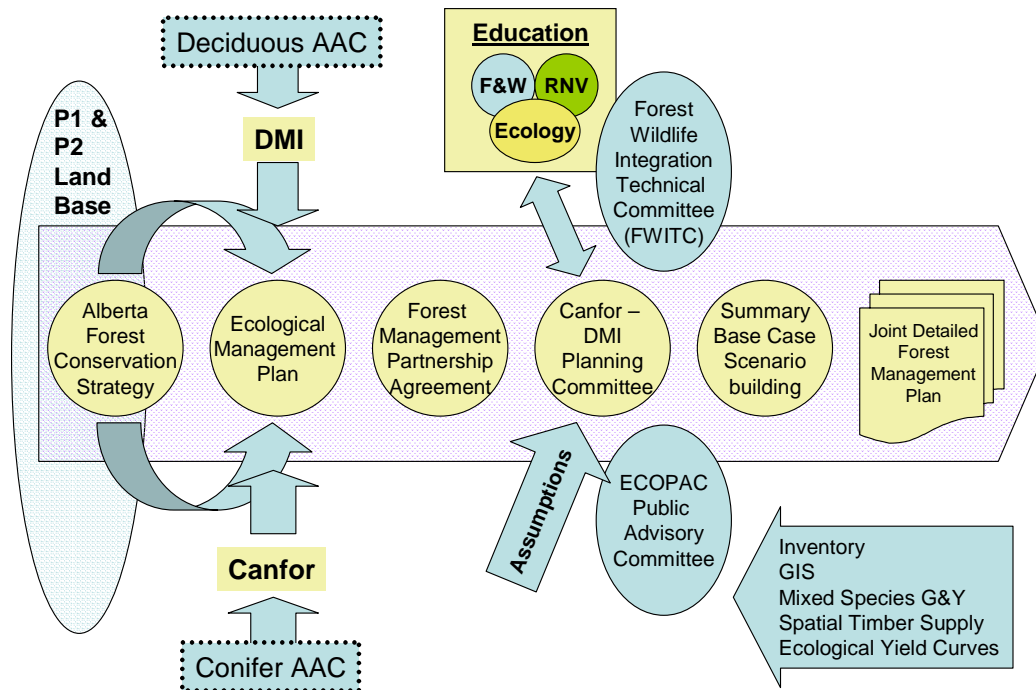 Deciduous AAC
Education
F&W
RNV
Ecology
P1 &
P2
Land
Base
DMI
Forest
Wildlife
Integration
Technical
Committee
(FWITC)
Alberta
Forest
Conservation
Strategy
Ecological
Management
Plan
Forest
Management
Partnership
Agreement
Canfor –
DMI
Planning
Committee
Summary
Base Case
Scenario
building
Joint Detailed
Forest
Management
Plan
Assumptions
ECOPAC
Public
Advisory
Committee
Canfor
Conifer AAC
Inventory
GIS
Mixed Species G&Y
Spatial Timber Supply
Ecological Yield Curves